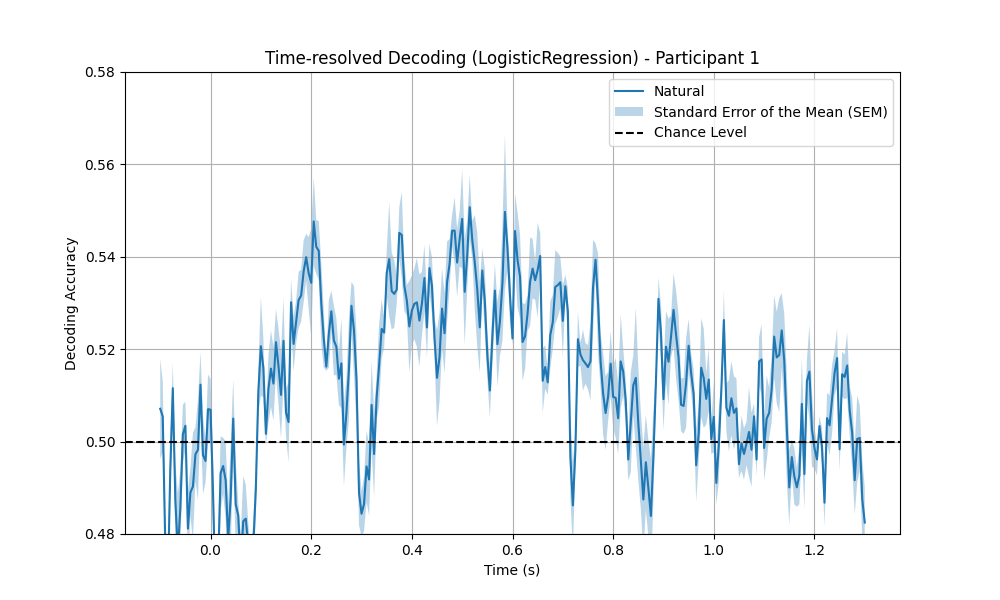 Time-resolved Decoding (LogisticRegression) - Participant 1
Natural
Standard Error of the Mean (SEM)
Chance Level
Decoding Accuracy
0.58
0.56
0.54
0.52
0.50
0.48
0.0 0.2 0.4 0.6 0.8 1.0 1.2
Time (s)